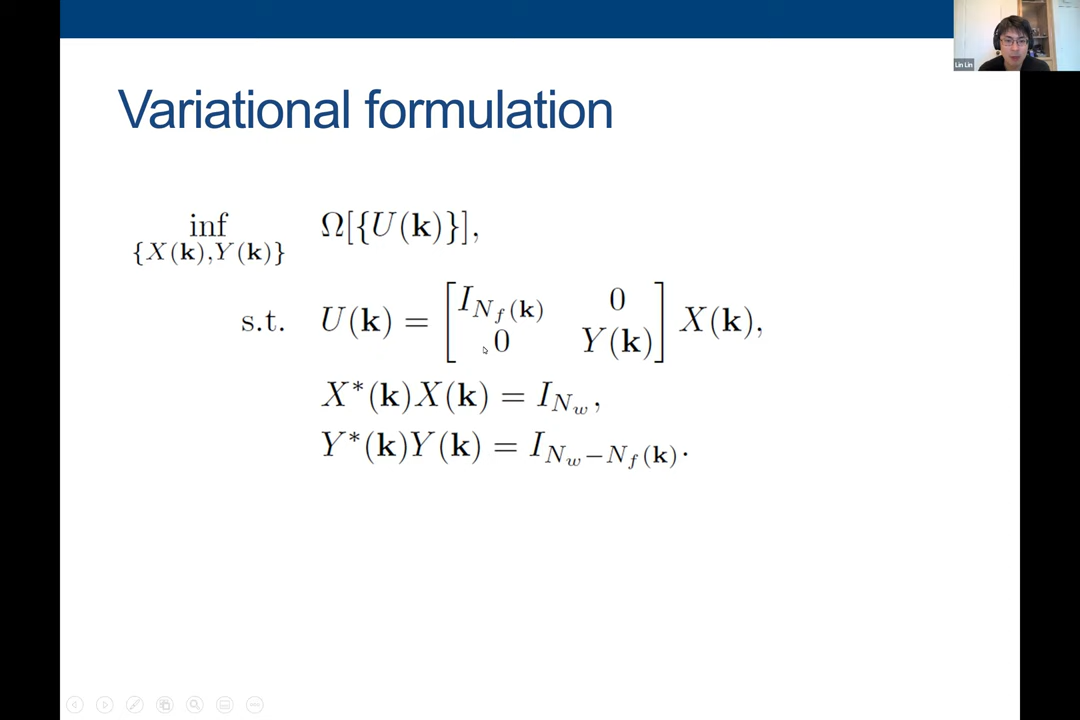 Lin Lin
Variational formulation
inf Ω[{U(k)}],
{X(k),Y(k)}
s.t. U(k) = [ I_{N_f(k)} 0
0 Y(k) ] X(k),
X*(k)X(k) = I_{N_w},
Y*(k)Y(k) = I_{N_w−N_f(k)}.